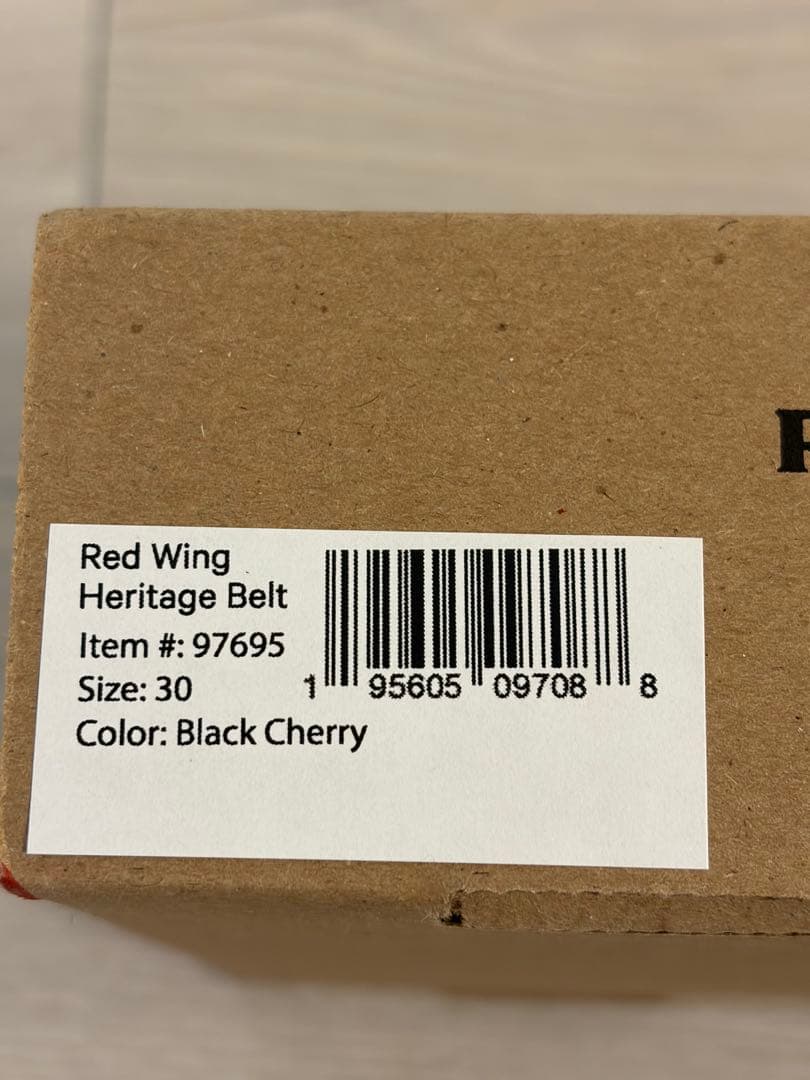 Red Wing
Heritage Belt
Item #: 97695
Size: 30
Color: Black Cherry
1 95605 09708 8